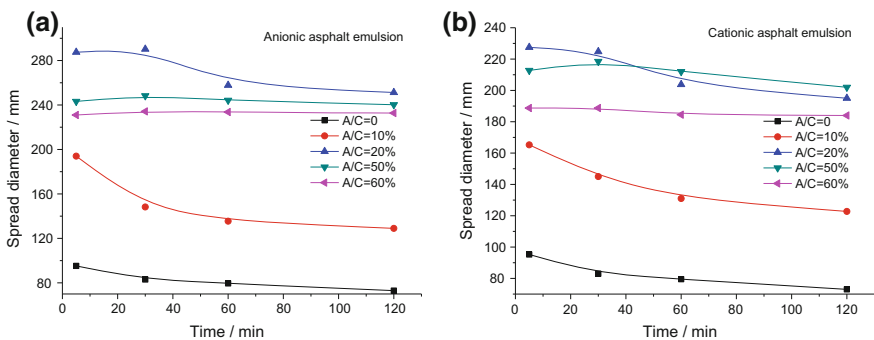 (a)
Anionic asphalt emulsion
Spread diameter / mm
280
240
200
160
120
80
A/C=0
A/C=10%
A/C=20%
A/C=50%
A/C=60%
0 20 40 60 80 100 120
Time / min
(b)
Cationic asphalt emulsion
Spread diameter / mm
240
220
200
180
160
140
120
100
80
A/C=0
A/C=10%
A/C=20%
A/C=50%
A/C=60%
0 20 40 60 80 100 120
Time / min